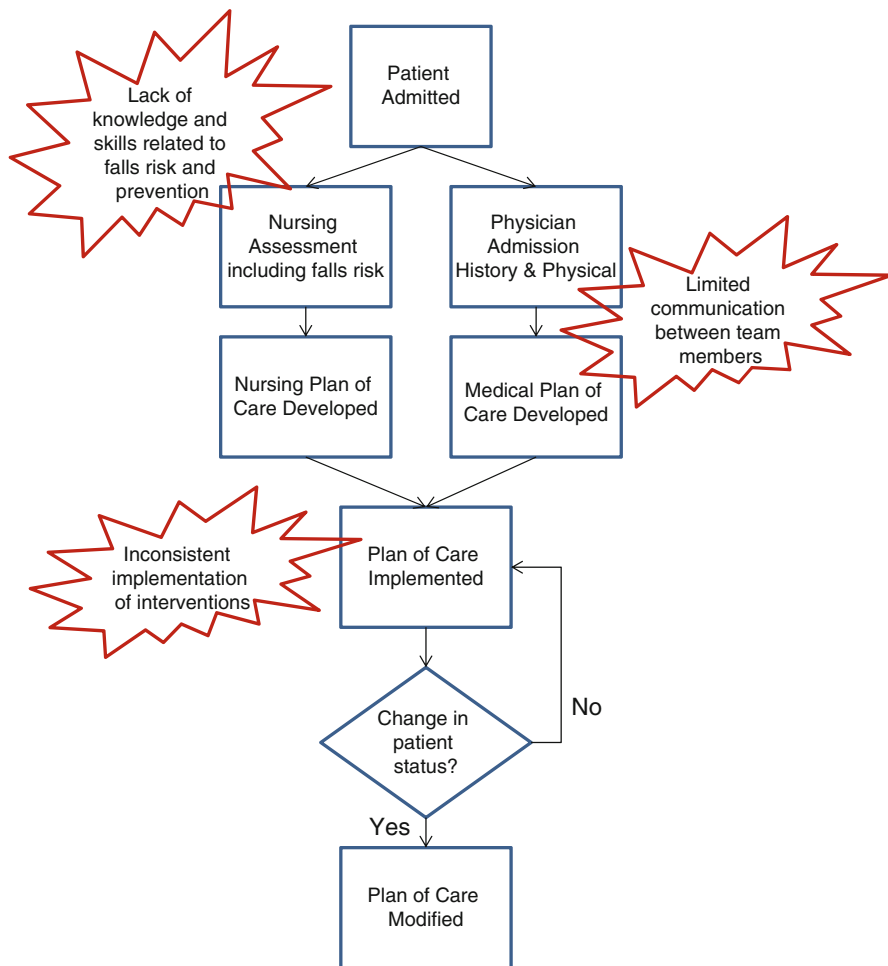 Patient
Admitted
Lack of
knowledge and
skills related to
falls risk and
prevention
Nursing
Assessment
including falls risk
Physician
Admission
History & Physical
Limited
communication
between team
members
Nursing Plan of
Care Developed
Medical Plan of
Care Developed
Inconsistent
implementation
of interventions
Plan of Care
Implemented
Change in
patient
status?
No
Yes
Plan of Care
Modified